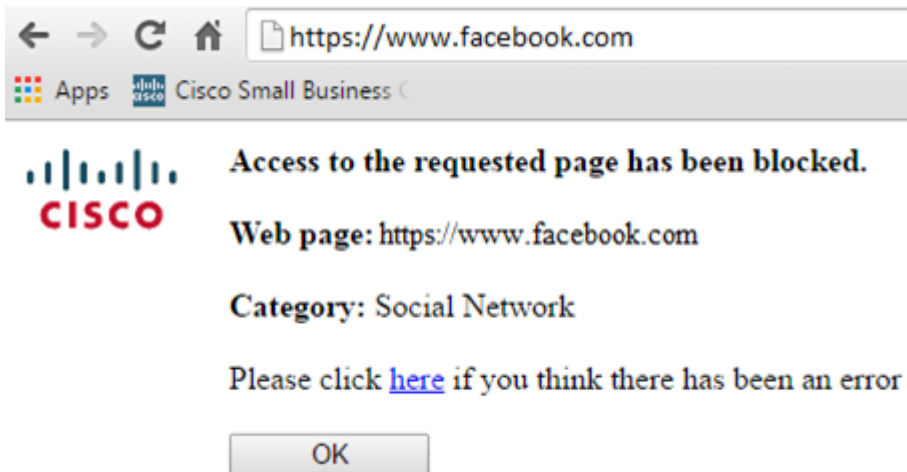 https://www.facebook.com
Apps Cisco Small Business
CISCO
Access to the requested page has been blocked.
Web page: https://www.facebook.com
Category: Social Network
Please click here if you think there has been an error
OK